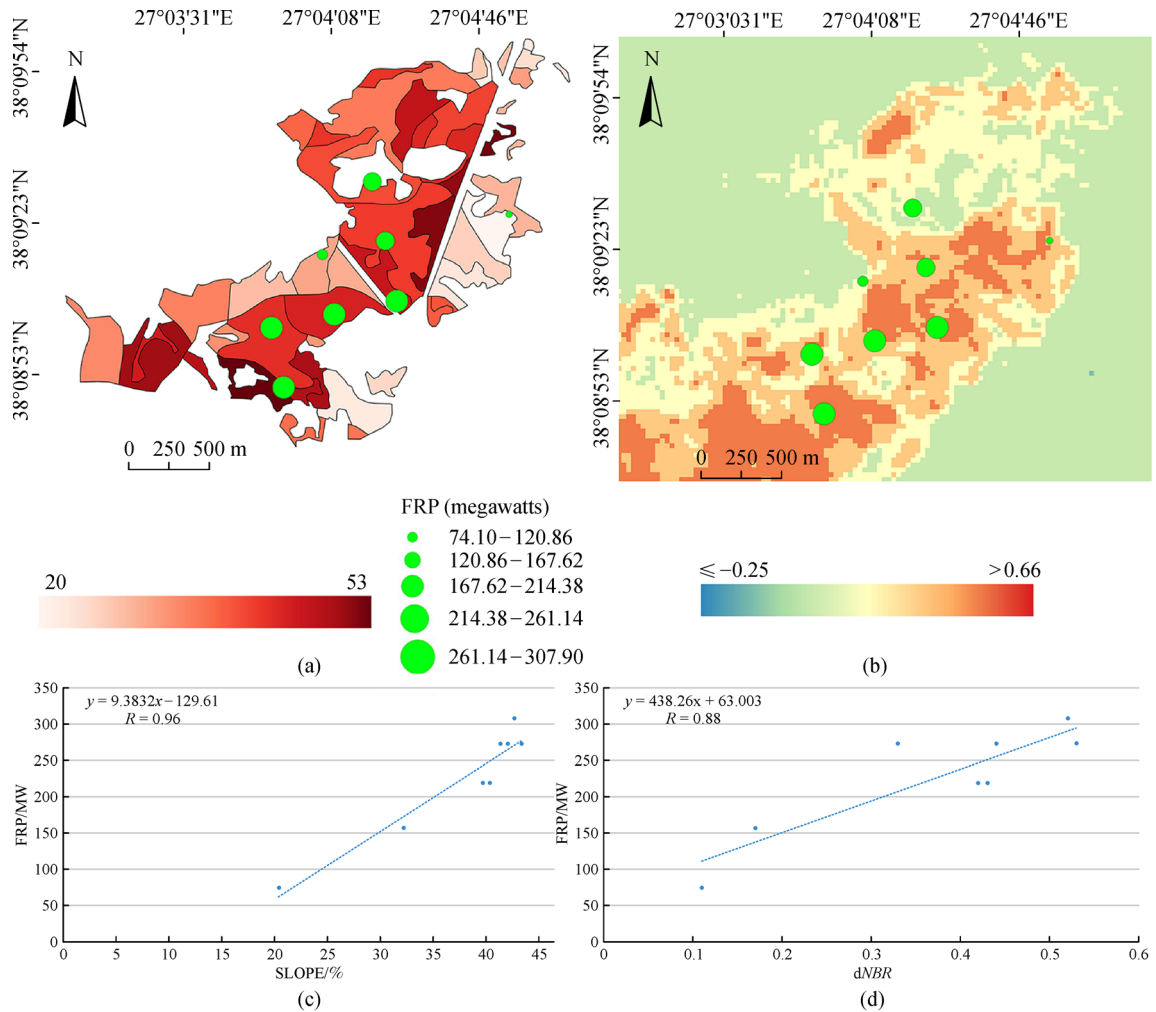 27°03′31″E 27°04′08″E 27°04′46″E
27°03′031″E 27°04′08″E 27°04′46″E
38°09′54″N
38°09′23″N
38°08′53″N
N
0 250 500 m
38°09′54″N
38°09′23″N
38°08′53″N
N
0 250 500 m
FRP (megawatts)
74.10−120.86
120.86−167.62
167.62−214.38
214.38−261.14
261.14−307.90
20 53
(a)
⩽−0.25 >0.66
(b)
y = 9.3832x−129.61
R = 0.96
350
300
250
200
150
100
50
0
FRP/MW
0 5 10 15 20 25 30 35 40 45
SLOPE/%
(c)
y = 438.26x + 63.003
R = 0.88
350
300
250
200
150
100
50
0
FRP/MW
0 0.1 0.2 0.3 0.4 0.5 0.6
dNBR
(d)